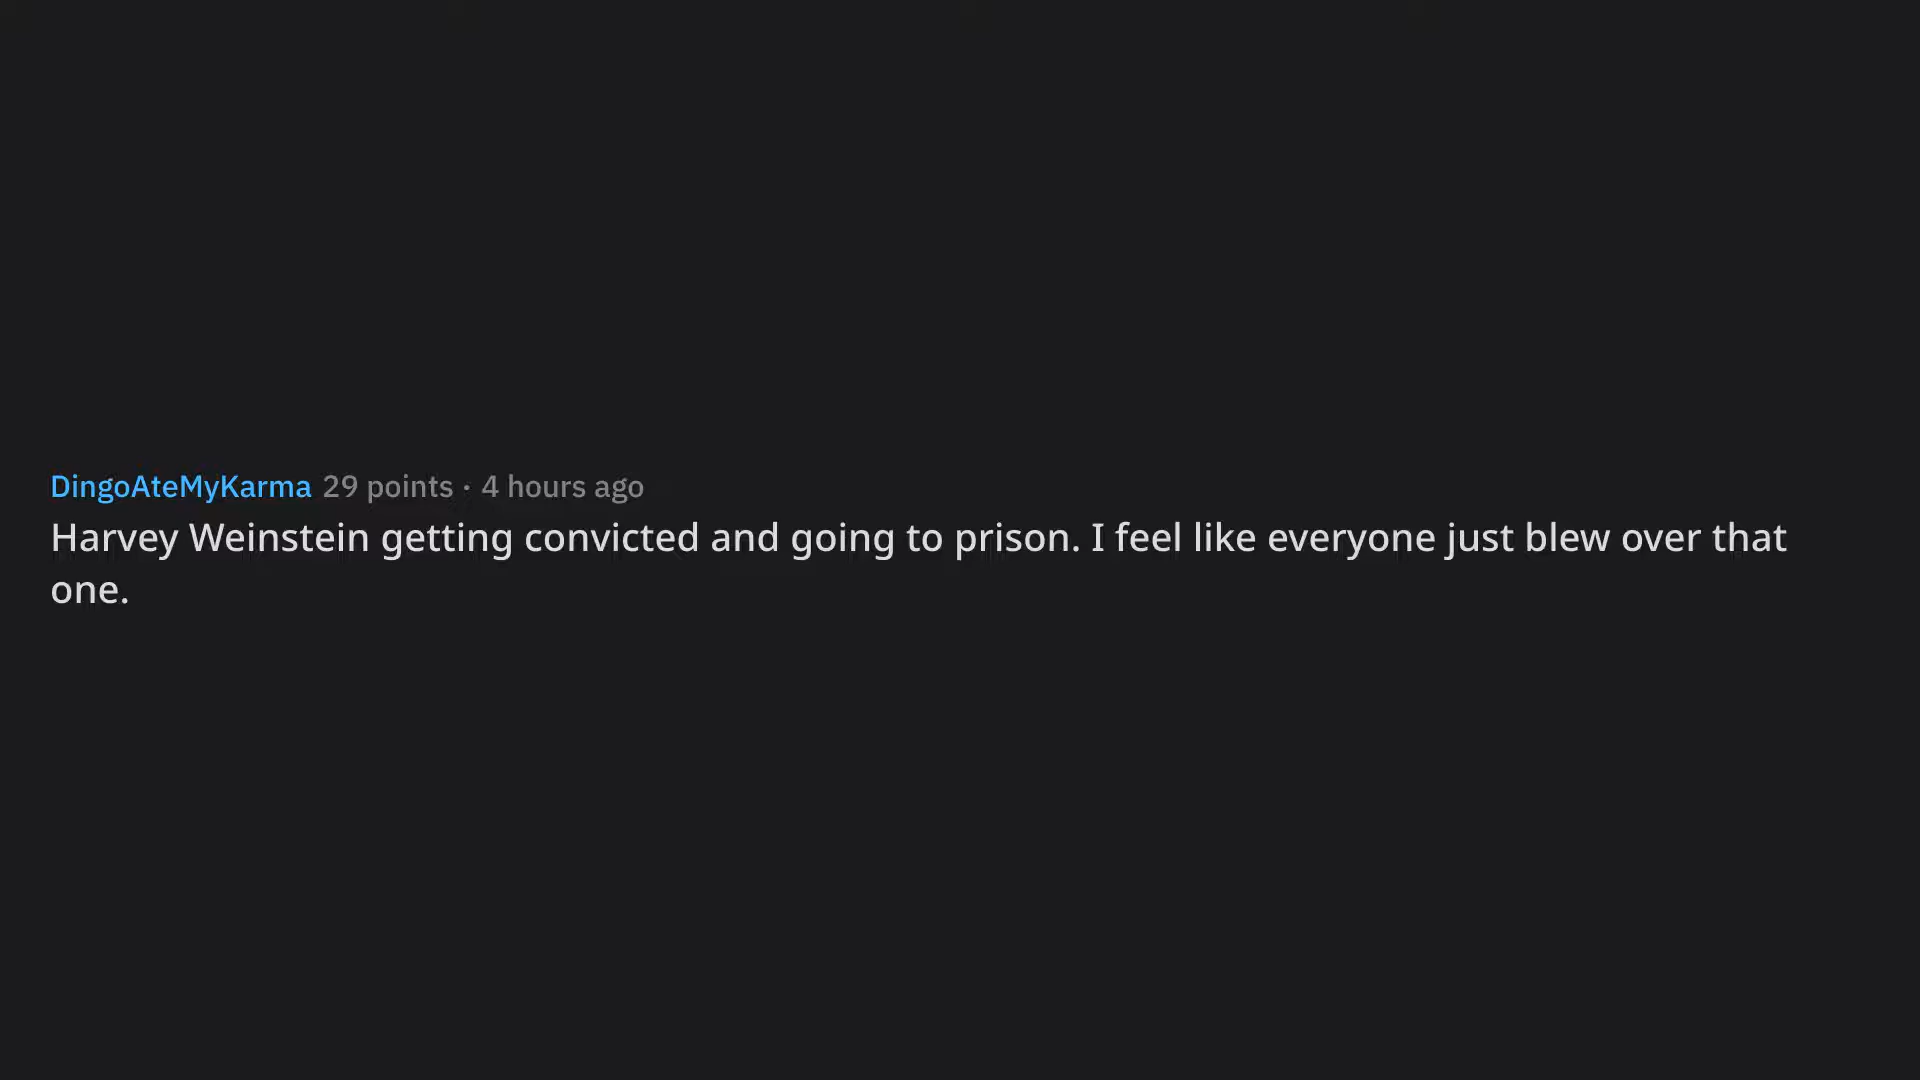 DingoAteMyKarma 29 points · 4 hours ago
Harvey Weinstein getting convicted and going to prison. I feel like everyone just blew over that
one.